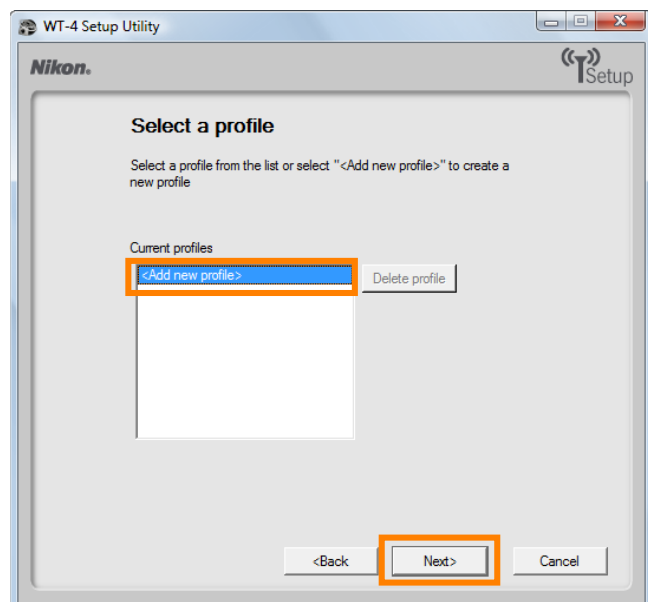 WT-4 Setup Utility
Nikon.
Setup
Select a profile
Select a profile from the list or select "<Add new profile>" to create a
new profile
Current profiles
<Add new profile>
Delete profile
<Back
Next>
Cancel